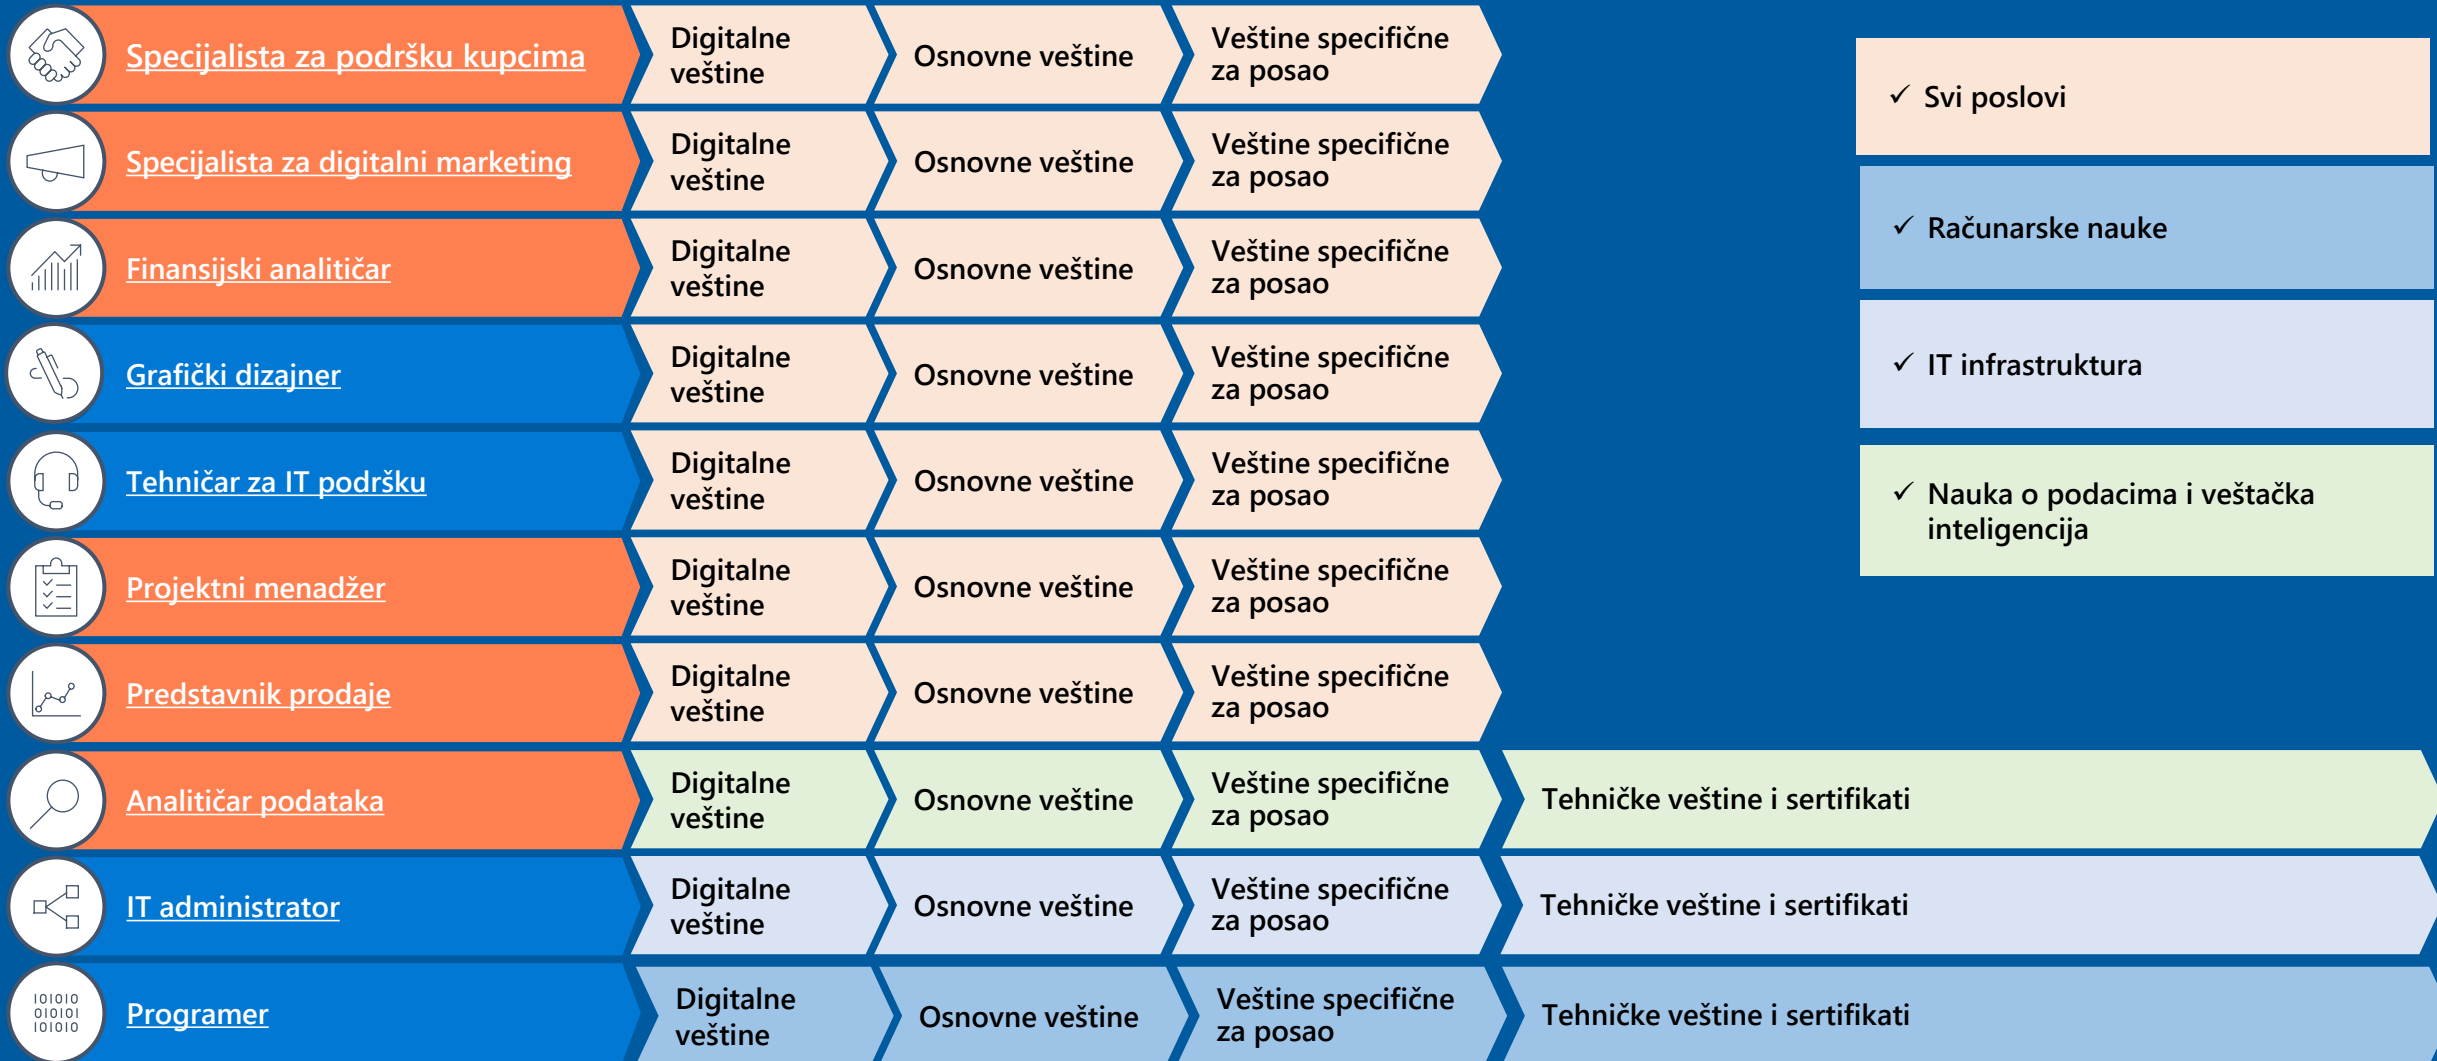 Specijalista za podršku kupcima
Digitalne
veštine
Osnovne veštine
Veštine specifične
za posao
Specijalista za digitalni marketing
Digitalne
veštine
Osnovne veštine
Veštine specifične
za posao
Finansijski analitičar
Digitalne
veštine
Osnovne veštine
Veštine specifične
za posao
Grafički dizajner
Digitalne
veštine
Osnovne veštine
Veštine specifične
za posao
Tehničar za IT podršku
Digitalne
veštine
Osnovne veštine
Veštine specifične
za posao
Projektni menadžer
Digitalne
veštine
Osnovne veštine
Veštine specifične
za posao
Predstavnik prodaje
Digitalne
veštine
Osnovne veštine
Veštine specifične
za posao
Analitičar podataka
Digitalne
veštine
Osnovne veštine
Veštine specifične
za posao
Tehničke veštine i sertifikati
IT administrator
Digitalne
veštine
Osnovne veštine
Veštine specifične
za posao
Tehničke veštine i sertifikati
101010
010101
101010
Programer
Digitalne
veštine
Osnovne veštine
Veštine specifične
za posao
Tehničke veštine i sertifikati
✓ Svi poslovi
✓ Računarske nauke
✓ IT infrastruktura
✓ Nauka o podacima i veštačka
inteligencija